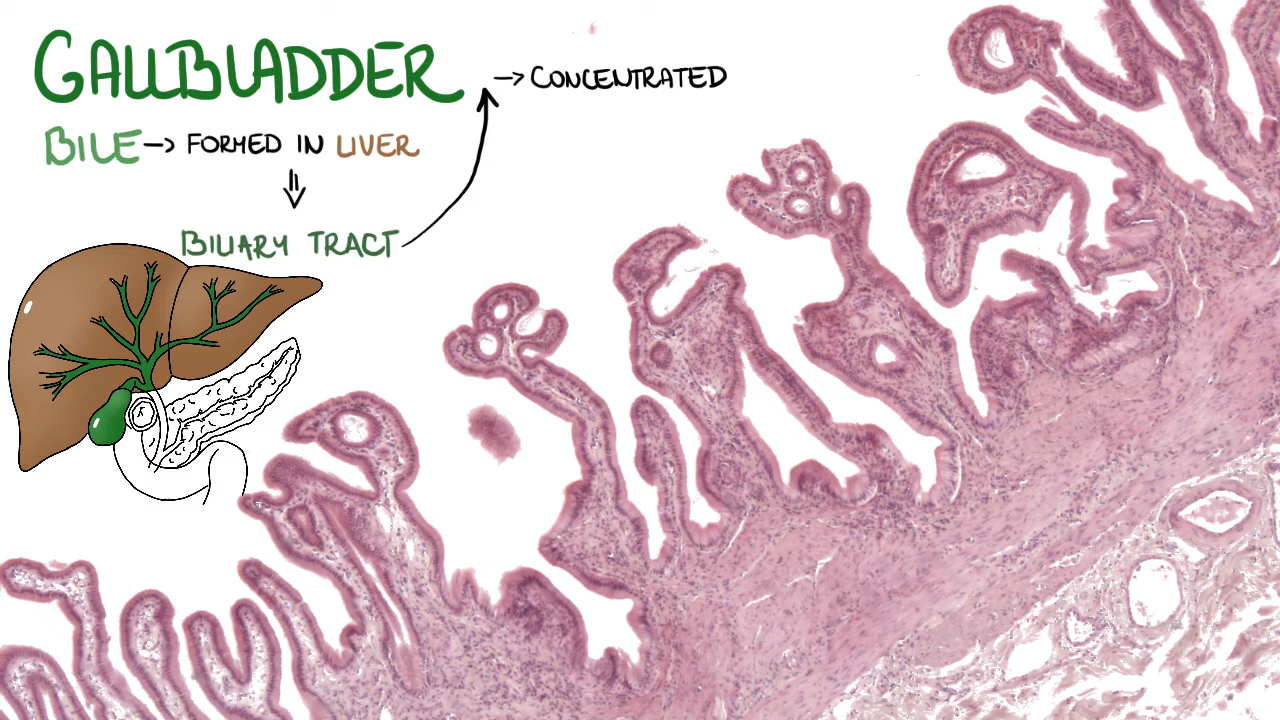 GALLBLADDER → CONCENTRATED
BILE → FORMED IN LIVER
BILIARY TRACT